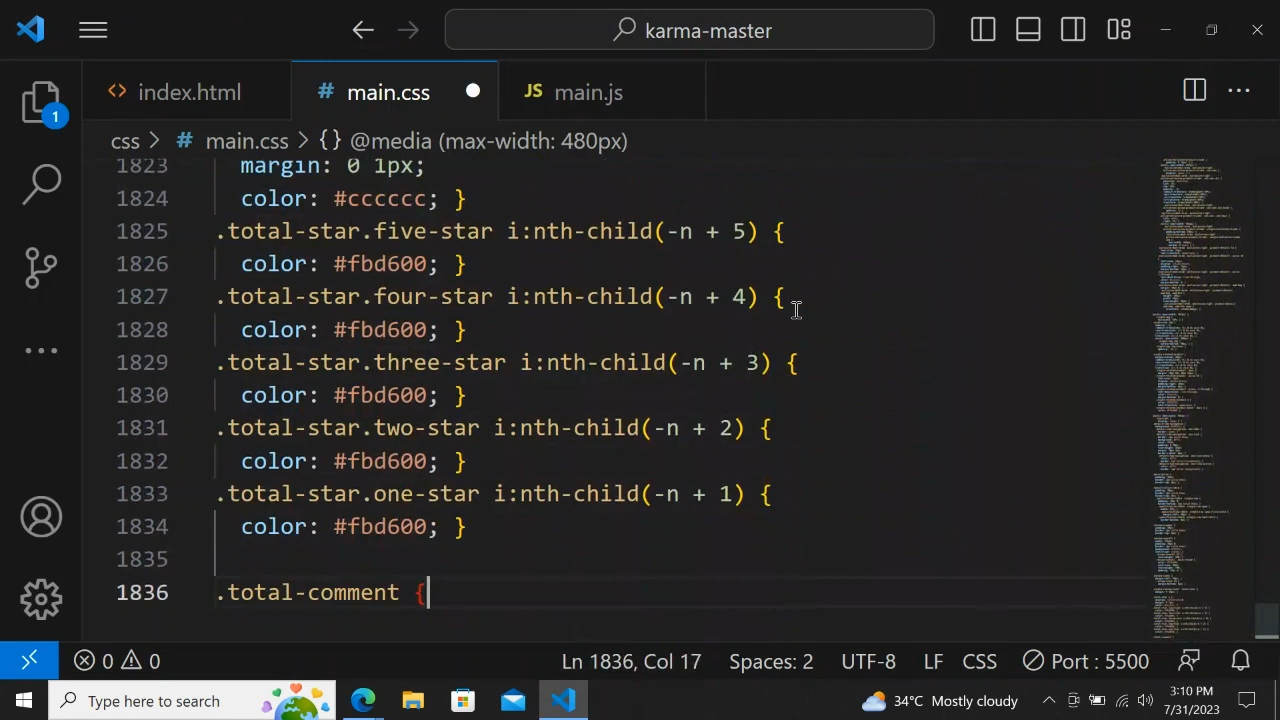 karma-master
index.html
main.css
JS main.js
1
css > # main.css > {} @media (max-width: 480px)
1823 margin: 0 1px;
1824 color: #cccccc; }
1825 .total-star.five-star i:nth-child(-n + 5) {
1826 color: #fbd600; }
1827 .total-star.four-star i:nth-child(-n + 4) {
1828 color: #fbd600; }
1829 .total-star.three-star i:nth-child(-n + 3) {
1830 color: #fbd600; }
1831 .total-star.two-star i:nth-child(-n + 2) {
1832 color: #fbd600; }
1833 .total-star.one-star i:nth-child(-n + 1) {
1834 color: #fbd600; }
1835
1836 .total-comment {
0 0 Ln 1836, Col 17 Spaces: 2 UTF-8 LF CSS Port : 5500
Type here to search 34°C Mostly cloudy
3:10 PM
7/31/2023